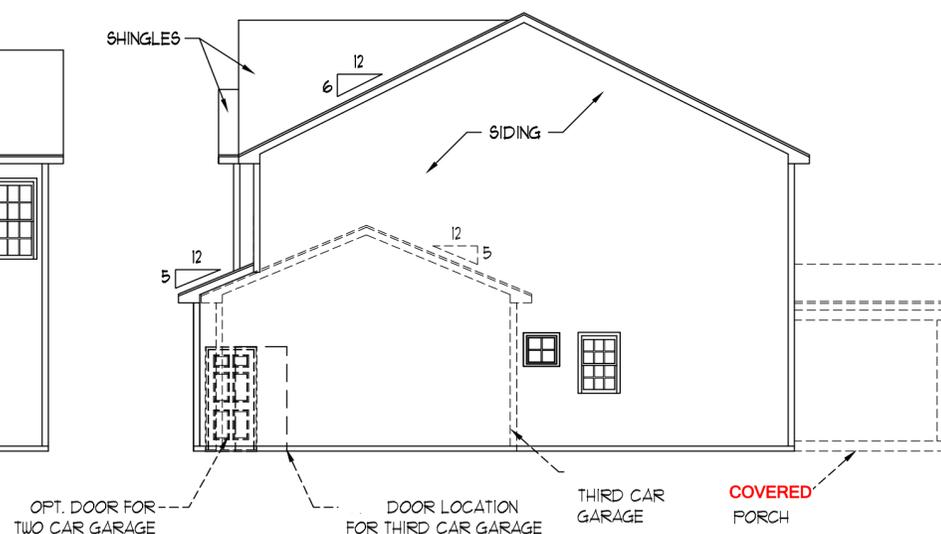 SHINGLES
12
6
SIDING
12
5
12
5
OPT. DOOR FOR
TWO CAR GARAGE
DOOR LOCATION
FOR THIRD CAR GARAGE
THIRD CAR
GARAGE
COVERED
PORCH